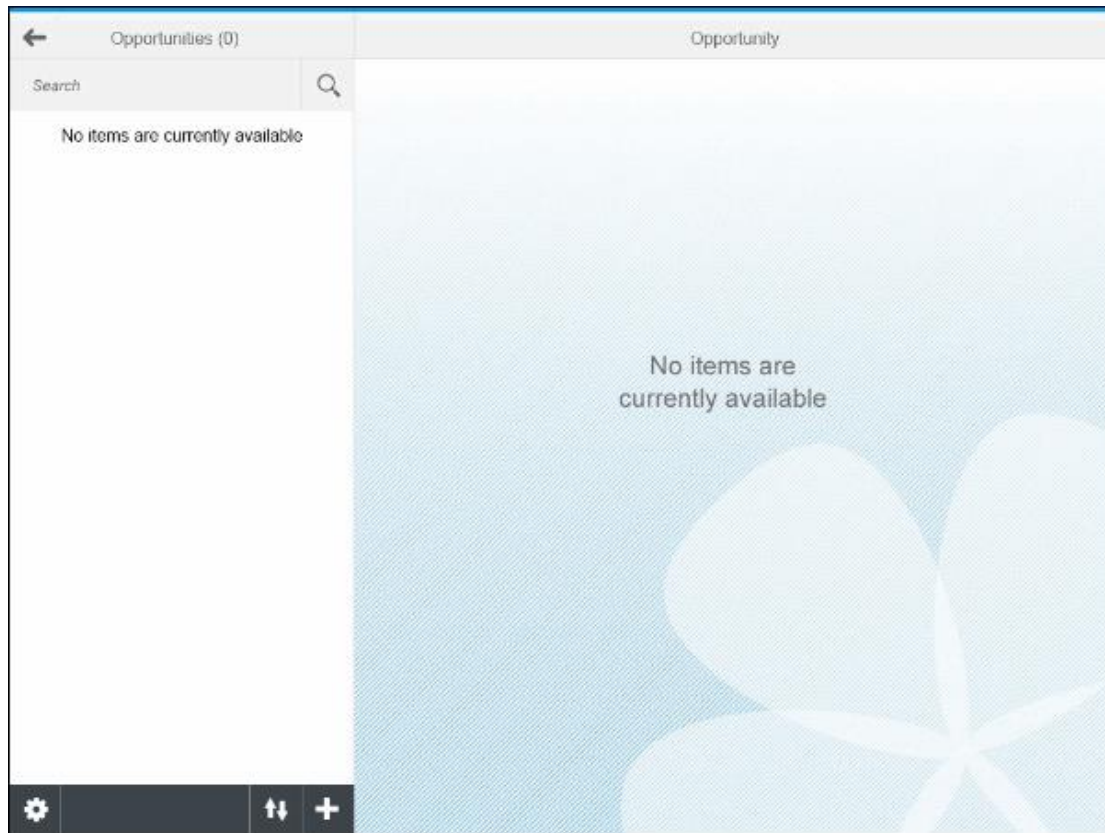 Opportunities (0)
Opportunity
Search
No items are currently available
No items are
currently available